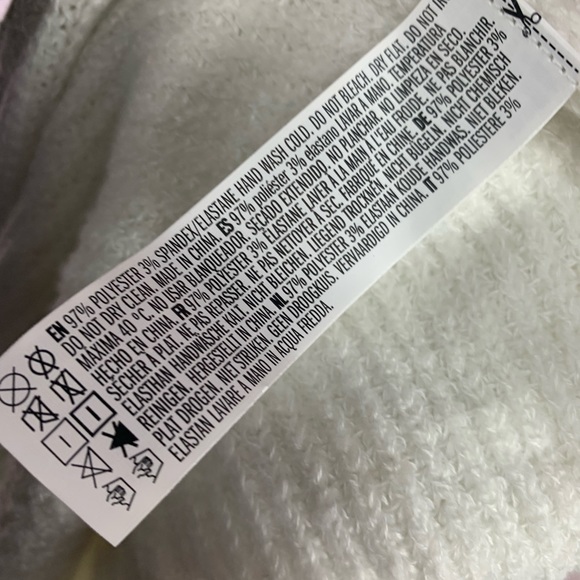 EN 97% POLYESTER 3% SPANDEX/ELASTANE HAND WASH COLD. DO NOT BLEACH. DRY FLAT. DO NOT IR
DO NOT DRY CLEAN. MADE IN CHINA. ES 97% poliéster 3% elastano LAVAR A MANO. TEMPERATURA
MÁXIMA 40 °C. NO USAR BLANQUEADOR. SECADO EXTENDIDO. NO PLANCHAR. NO LIMPIEZA EN SECO.
HECHO EN CHINA. FR 97% POLYESTER 3% ELASTANE LAVER À LA MAIN À L'EAU FROIDE. NE PAS BLANCHIR.
SÉCHER À PLAT. NE PAS REPASSER. NE PAS NETTOYER À SEC. FABRIQUÉ EN CHINE. DE 97% POLYESTER 3%
ELASTHAN HANDWÄSCHE KALT. NICHT BLEICHEN. LIEGEND TROCKNEN. NICHT BÜGELN. NICHT CHEMISCH
REINIGEN. HERGESTELLT IN CHINA. NL 97% POLYESTER 3% ELASTAN KOUDE HANDWAS. NIET BLEKEN.
PLAT DROGEN. NIET STRIJKEN. GEEN DROOGKUIS. VERVAARDIGD IN CHINA. IT 97% POLIESTERE 3%
ELASTAN LAVARE A MANO IN ACQUA FREDDA.